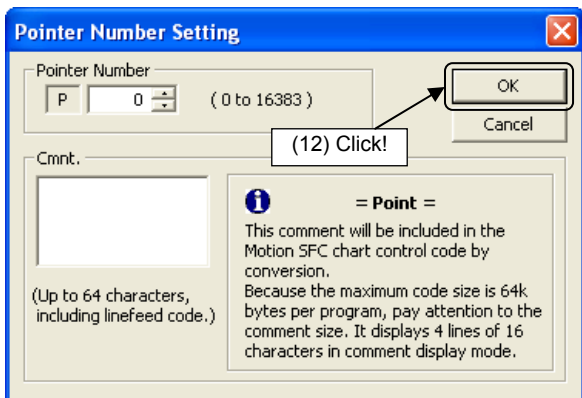 Pointer Number Setting
Pointer Number
P 0 ( 0 to 16383 )
OK
Cancel
(12) Click!
Cmnt.
(Up to 64 characters,
including linefeed code.)
= Point =
This comment will be included in the
Motion SFC chart control code by
conversion.
Because the maximum code size is 64k
bytes per program, pay attention to the
comment size. It displays 4 lines of 16
characters in comment display mode.